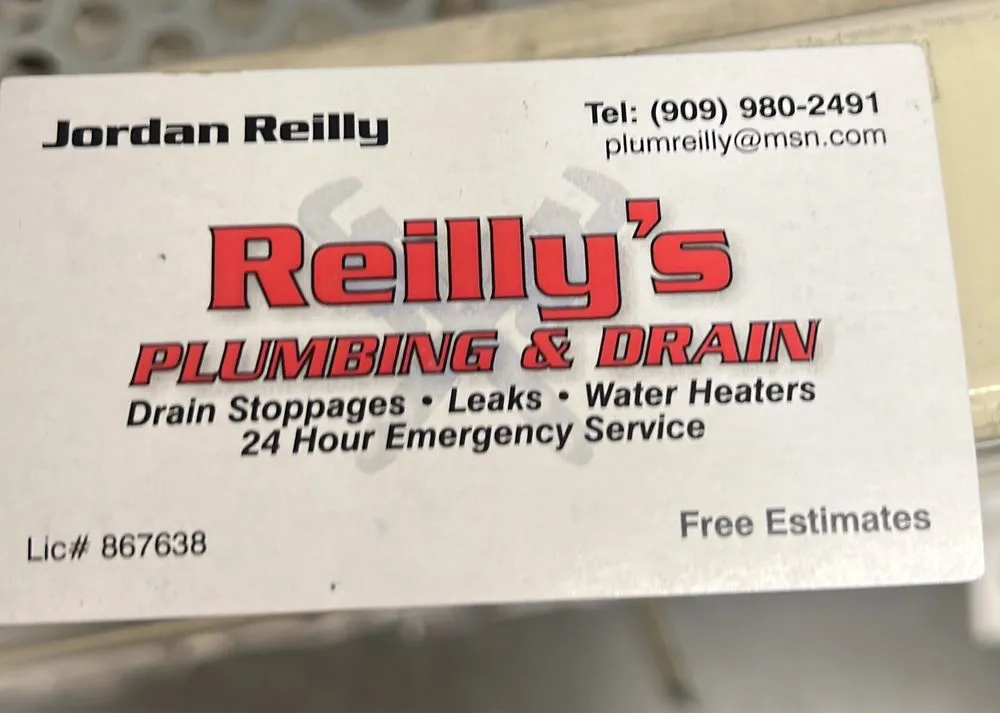 Jordan Reilly
Tel: (909) 980-2491
plumreilly@msn.com
Reilly's
PLUMBING & DRAIN
Drain Stoppages • Leaks • Water Heaters
24 Hour Emergency Service
Lic# 867638
Free Estimates